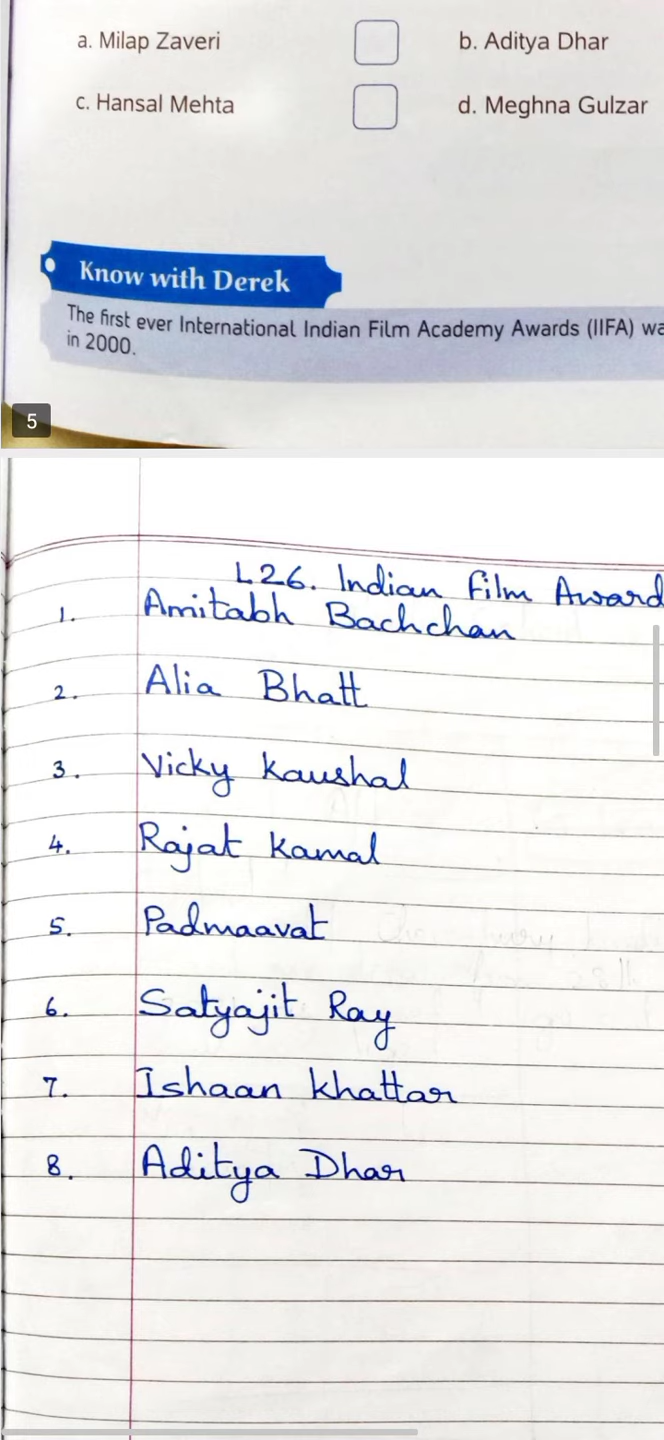 a. Milap Zaveri b. Aditya Dhar
c. Hansal Mehta d. Meghna Gulzar
Know with Derek
The first ever International Indian Film Academy Awards (IIFA) wa
in 2000.
5
L26. Indian Film Award
1. Amitabh Bachchan
2. Alia Bhatt
3. Vicky Kaushal
4. Rajat Kamal
5. Padmaavat
6. Satyajit Ray
7. Ishaan Khattar
8. Aditya Dhar